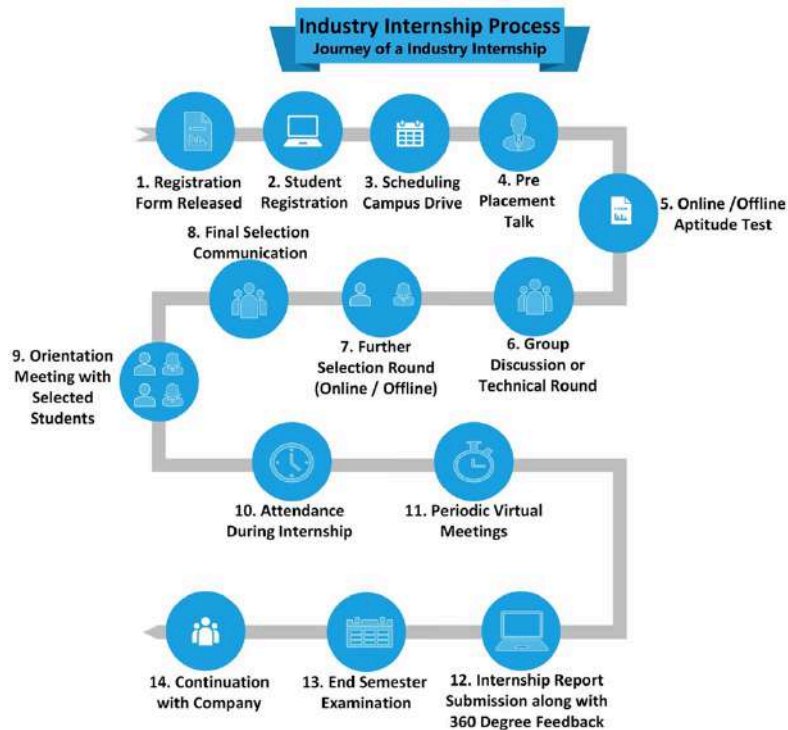 Industry Internship Process
Journey of a Industry Internship
1. Registration
Form Released
2. Student
Registration
3. Scheduling
Campus Drive
4. Pre
Placement
Talk
5. Online /Offline
Aptitude Test
6. Group
Discussion or
Technical Round
7. Further
Selection Round
(Online / Offline)
8. Final Selection
Communication
9. Orientation
Meeting with
Selected
Students
10. Attendance
During Internship
11. Periodic Virtual
Meetings
12. Internship Report
Submission along with
360 Degree Feedback
13. End Semester
Examination
14. Continuation
with Company